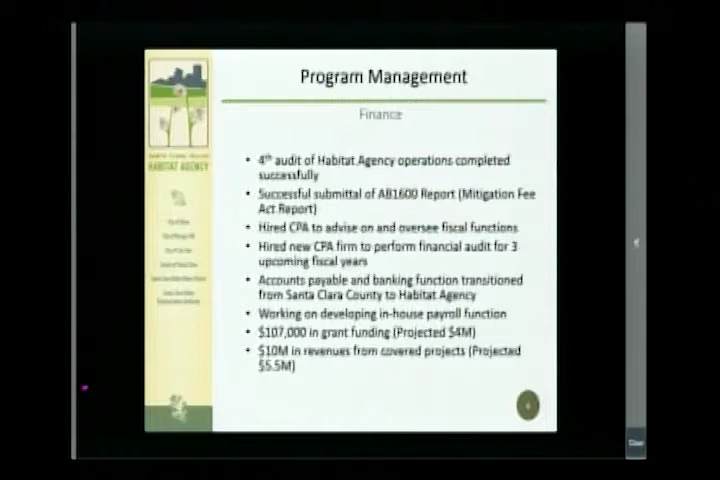 Program Management
Finance
SANTA CLARA VALLEY
HABITAT AGENCY
• 4th audit of Habitat Agency operations completed
successfully
• Successful submittal of AB1600 Report (Mitigation Fee
Act Report)
• Hired CPA to advise on and oversee fiscal functions
• Hired new CPA firm to perform financial audit for 3
upcoming fiscal years
• Accounts payable and banking function transitioned
from Santa Clara County to Habitat Agency
• Working on developing in-house payroll function
• $107,000 in grant funding (Projected $4M)
• $10M in revenues from covered projects (Projected
$5.5M)